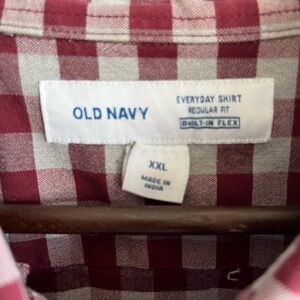 OLD NAVY
EVERYDAY SHIRT
REGULAR FIT
BUILT-IN FLEX
XXL
MADE IN
INDIA